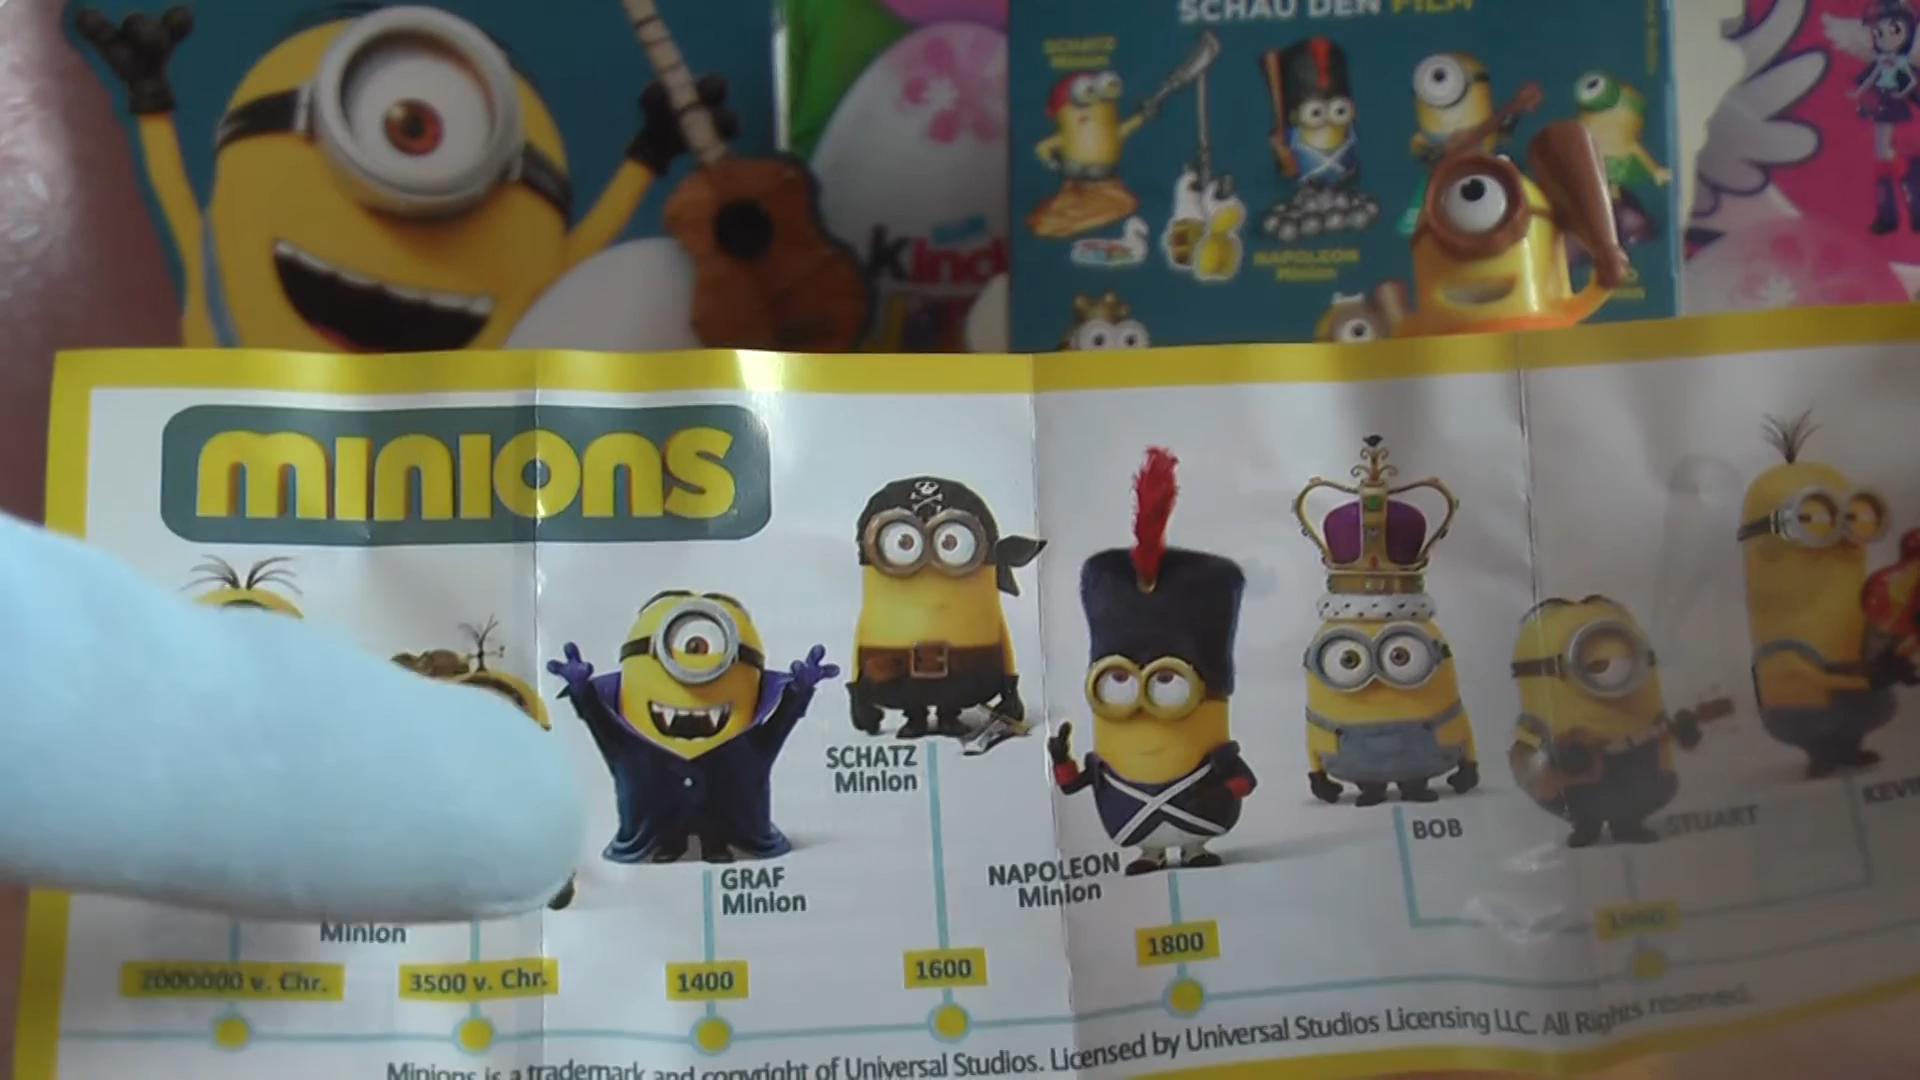 SCHAU DEN FILM
SCHATZ
Minion
NAPOLEON
Minion
Kind
MINIONS
SCHATZ
Minion
GRAF
Minion
NAPOLEON
Minion
BOB
STUART
KEVIN
Minion
2000000 v. Chr.
3500 v. Chr.
1400
1600
1800
Minions is a trademark and copyright of Universal Studios. Licensed by Universal Studios Licensing LLC. All Rights reserved.